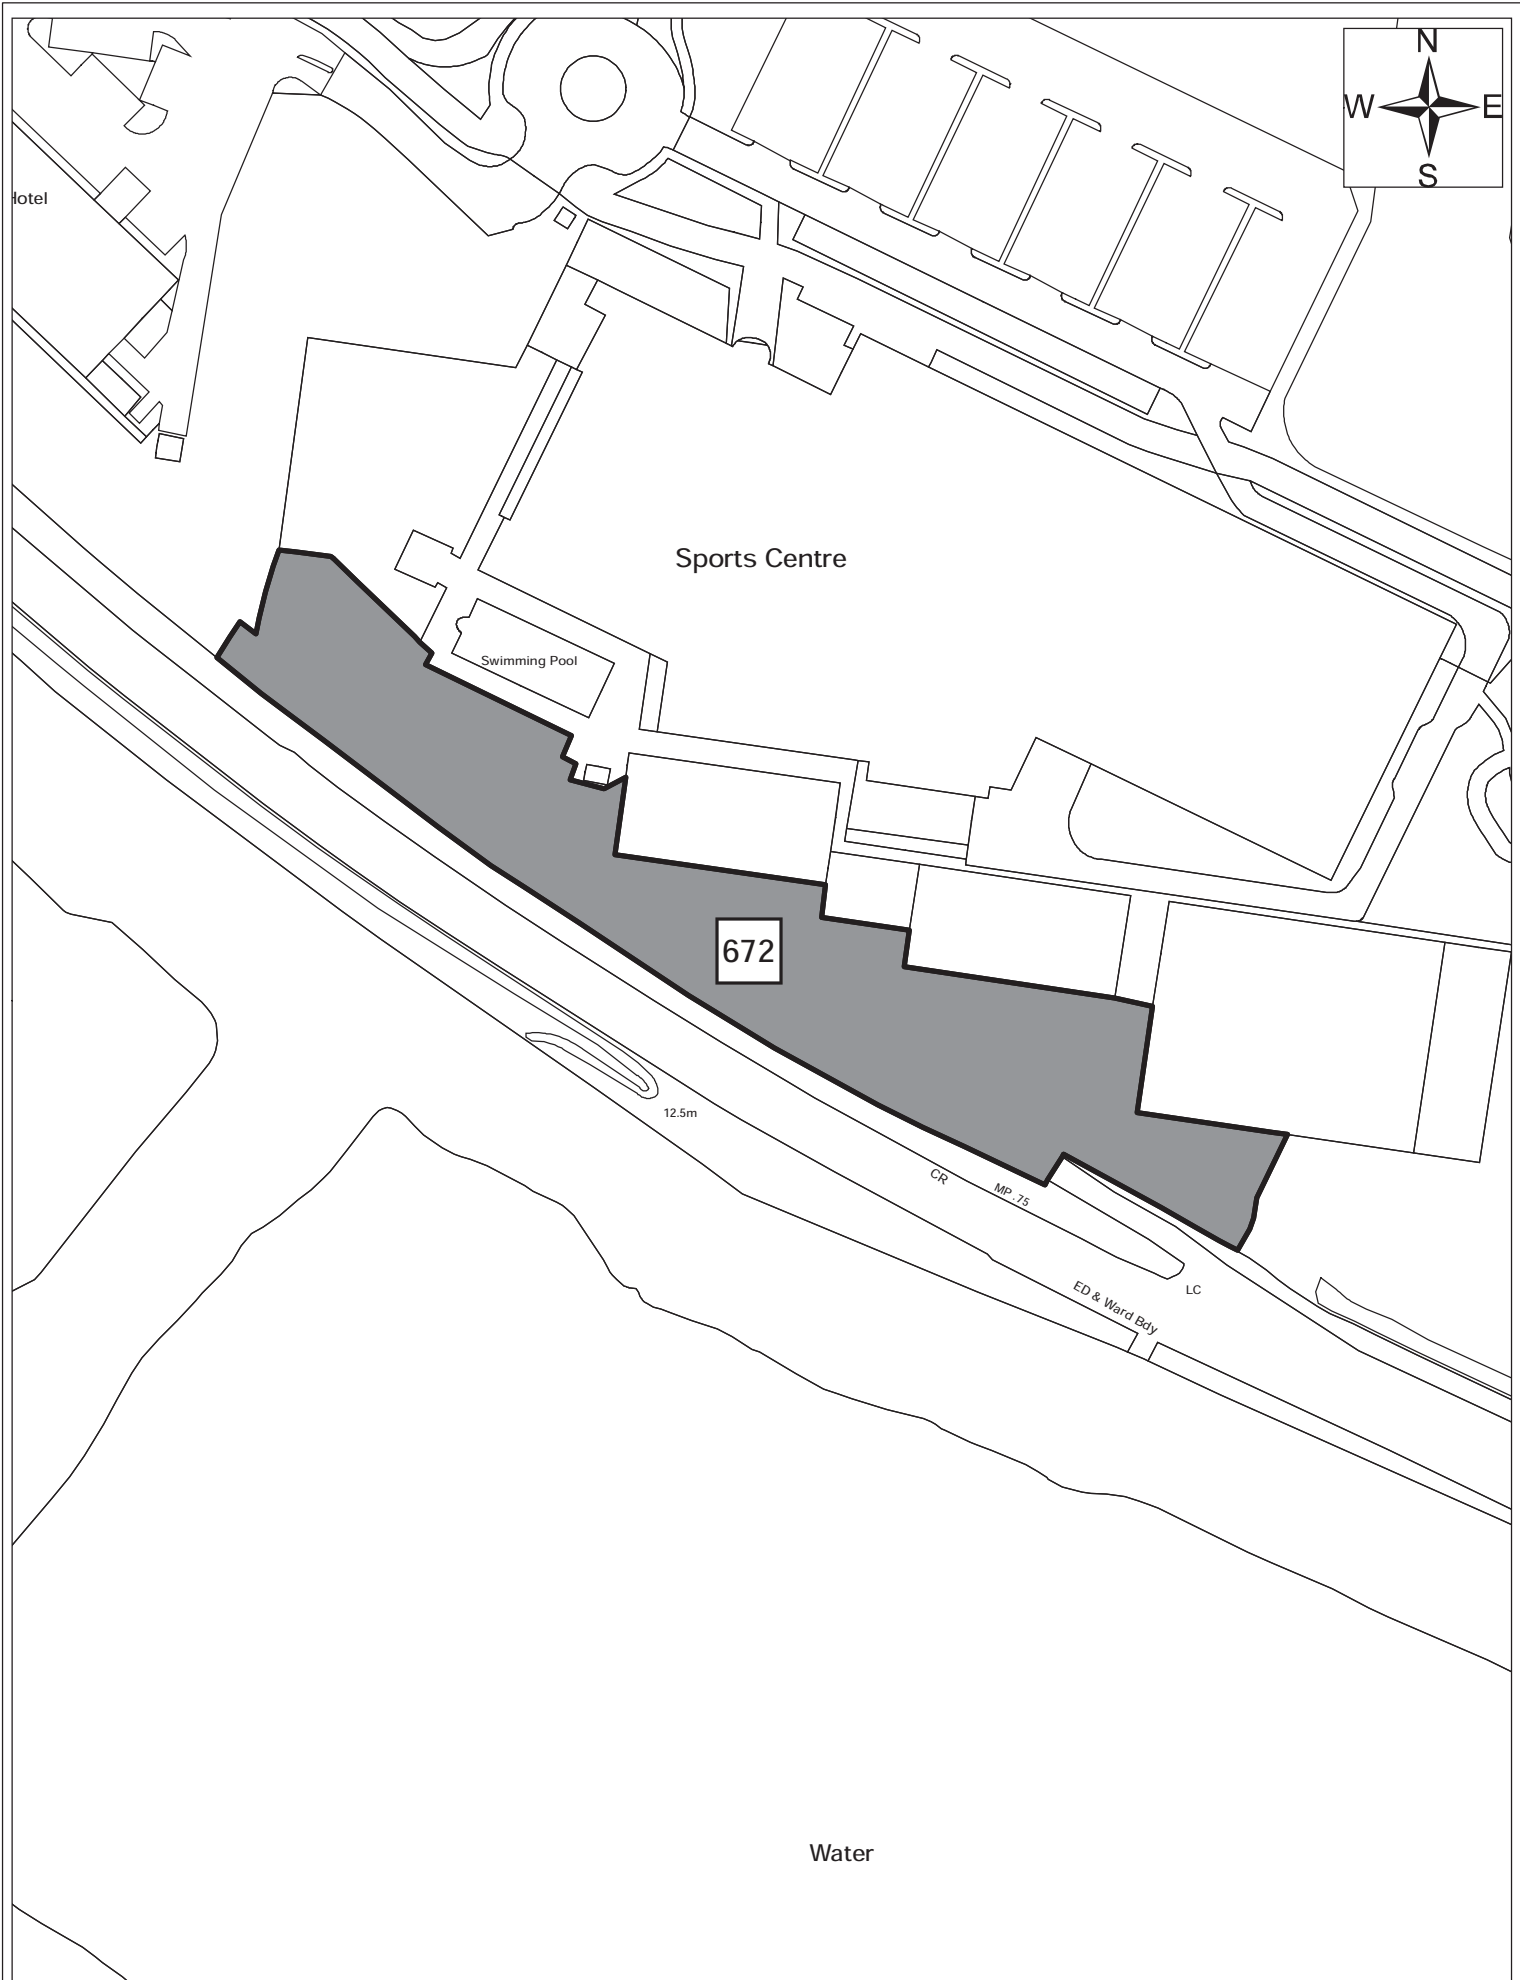 N
W E
S
Hotel
Sports Centre
Swimming Pool
672
12.5m
CR
MP .75
LC
ED & Ward Bdy
Water